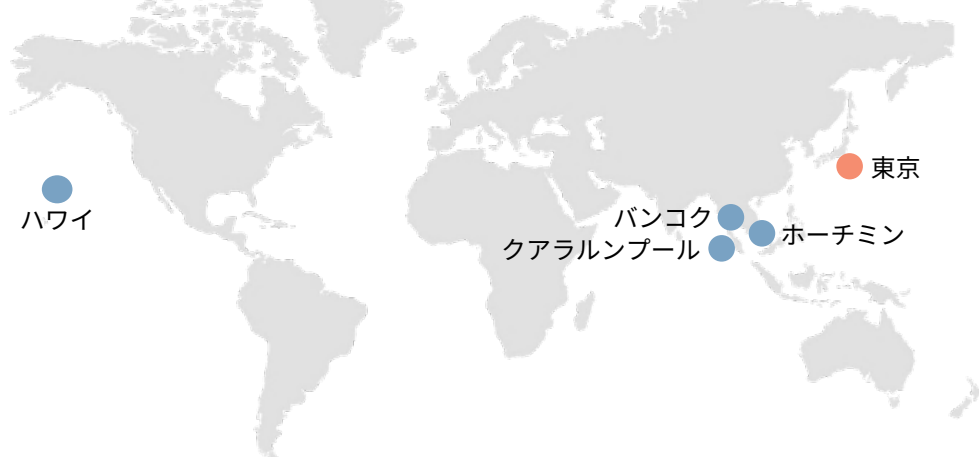 東京
ハワイ
バンコク
ホーチミン
クアラルンプール